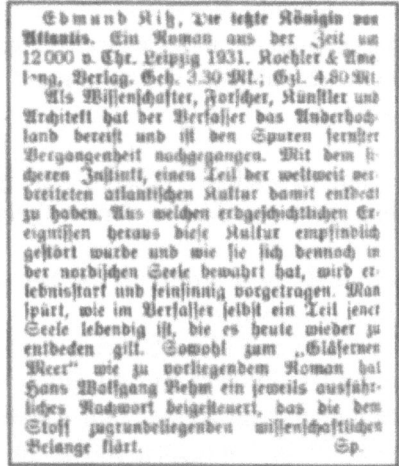 Edmund Kiß, Die letzte Königin von
Atlantis. Ein Roman aus der Zeit um
12 000 v. Chr. Leipzig 1931. Koehler & Ame
lang, Verlag. Geh. 3.30 Mk.; Gzl. 4.80 Mk.
Als Wissenschafter, Forscher, Künstler und
Architekt hat der Verfasser das Anderhoch-
land bereist und ist den Spuren fernster
Vergangenheit nachgegangen. Mit dem si-
cheren Instinkt, einen Teil der weltweit ver-
breiteten atlantischen Kultur damit entdeckt
zu haben. Aus welchen erdgeschichtlichen Er-
eignissen heraus diese Kultur empfindlich
gestört wurde und wie sie sich dennoch in
der nordischen Seele bewahrt hat, wird er-
lebnisstark und feinsinnig vorgetragen. Man
spürt, wie im Verfasser selbst ein Teil jener
Seele lebendig ist, die es heute wieder zu
entdecken gilt. Sowohl zum „Gläsernen
Meer“ wie zu vorliegendem Roman hat
Hans Wolfgang Behm ein jeweils ausführ-
liches Nachwort beigesteuert, das die dem
Stoff zugrundeliegenden wissenschaftlichen
Belange klärt. Sp.